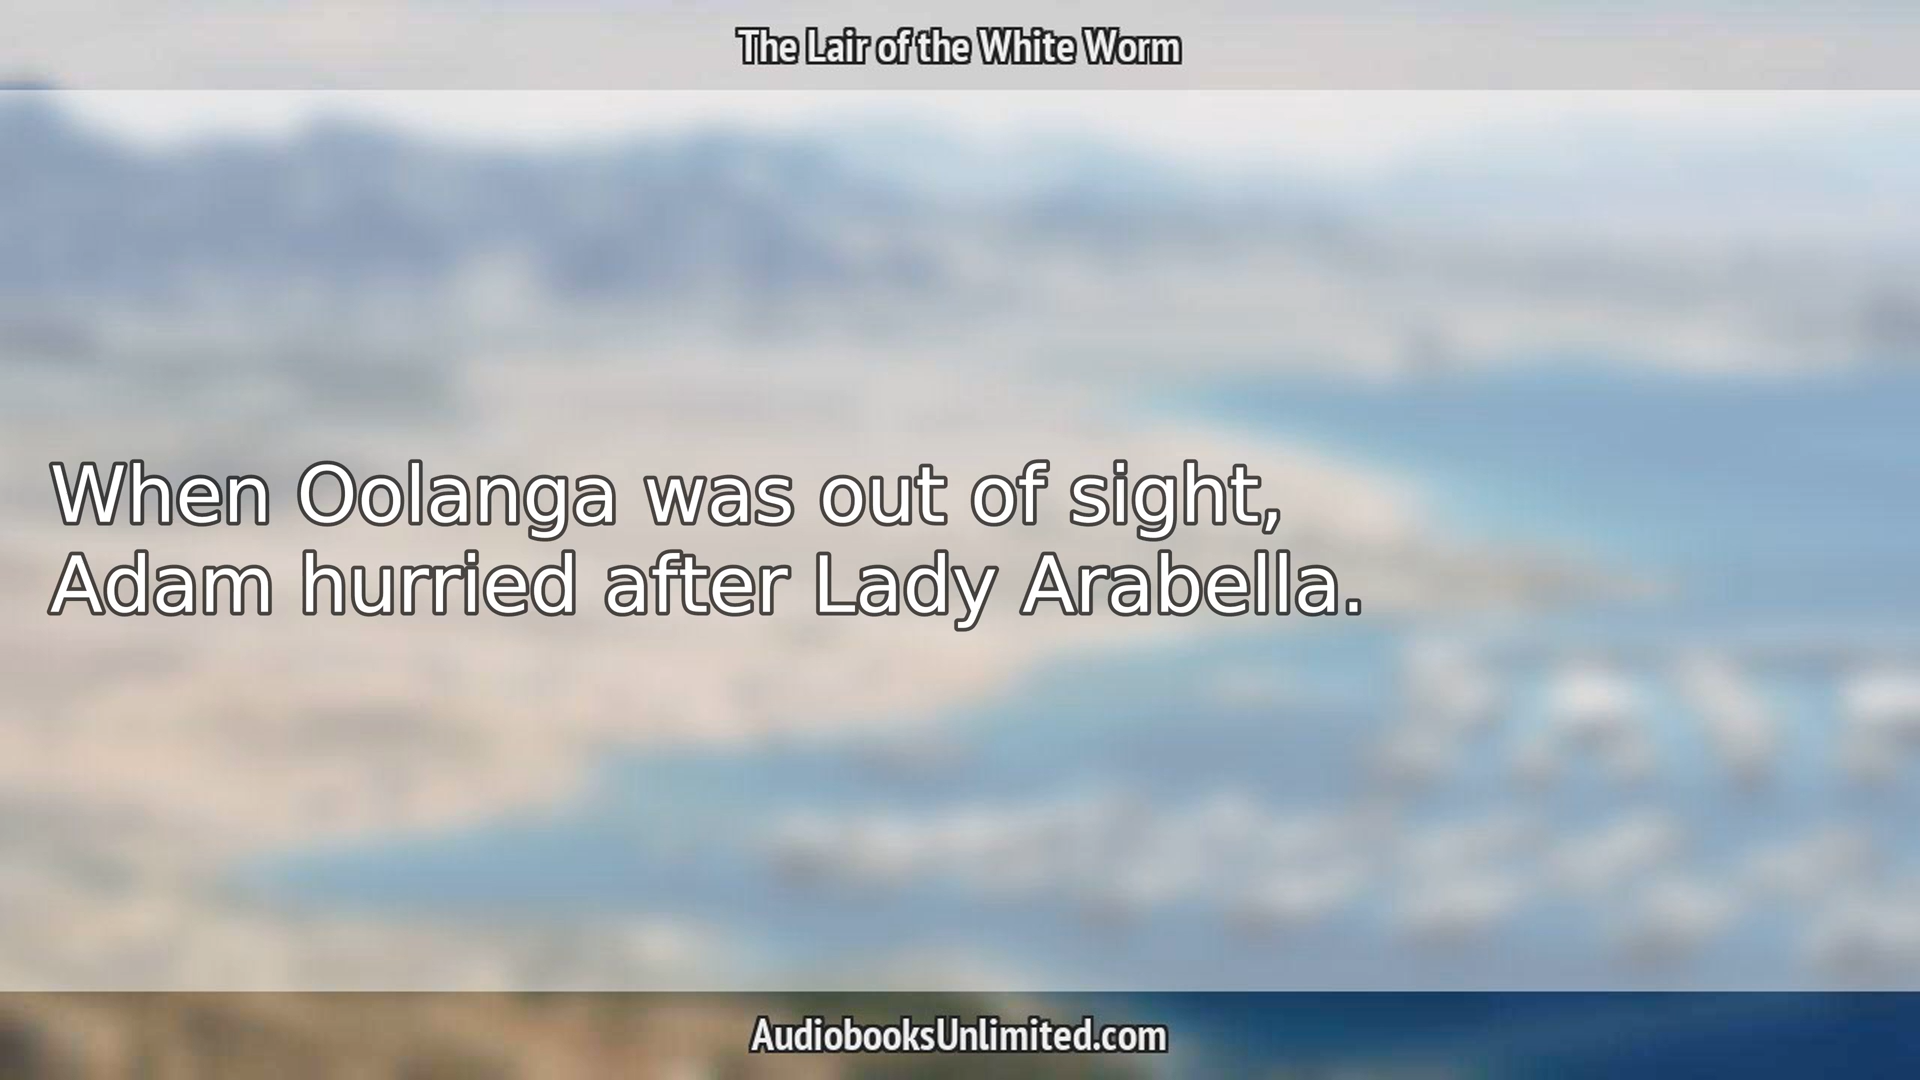 The Lair of the White Worm
When Oolanga was out of sight,
Adam hurried after Lady Arabella.
AudiobooksUnlimited.com